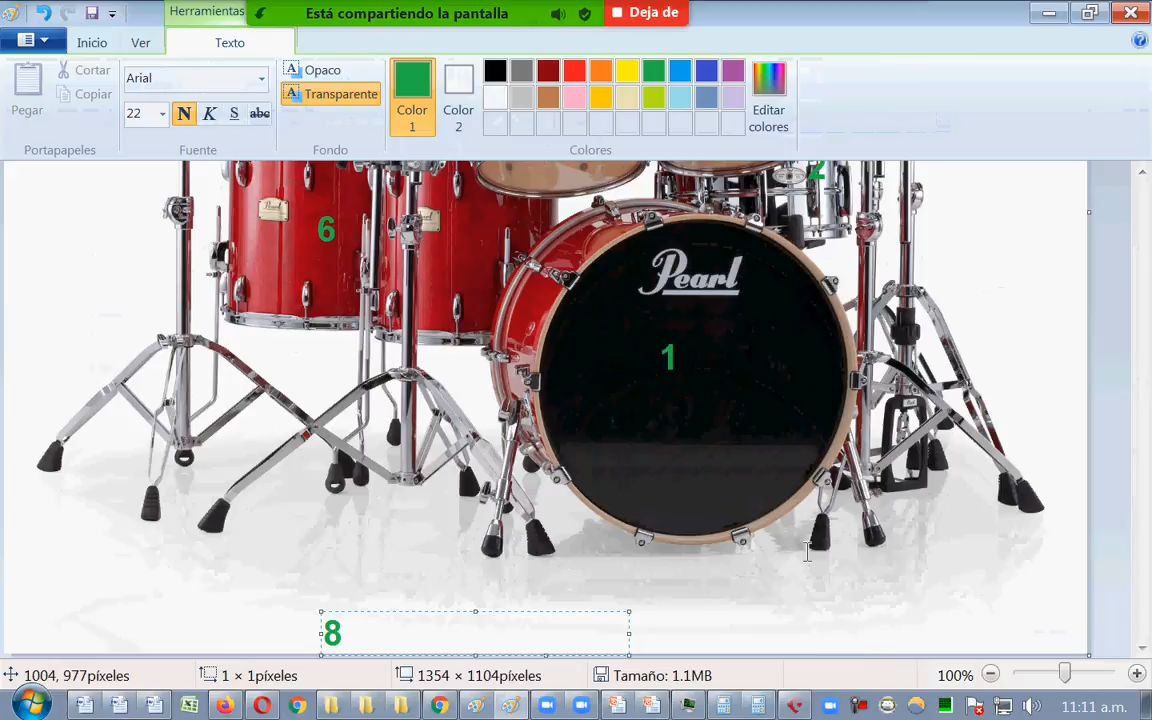 Herramientas
Está compartiendo la pantalla
Deja de
Inicio
Ver
Texto
Pegar
Cortar
Copiar
Portapapeles
Arial
22
N K S abc
Fuente
Opaco
Transparente
Fondo
Color 1
Color 2
Editar colores
Colores
2
6
Pearl
1
8
1004, 977píxeles
1 × 1píxeles
1354 × 1104píxeles
Tamaño: 1.1MB
100%
11:11 a.m.